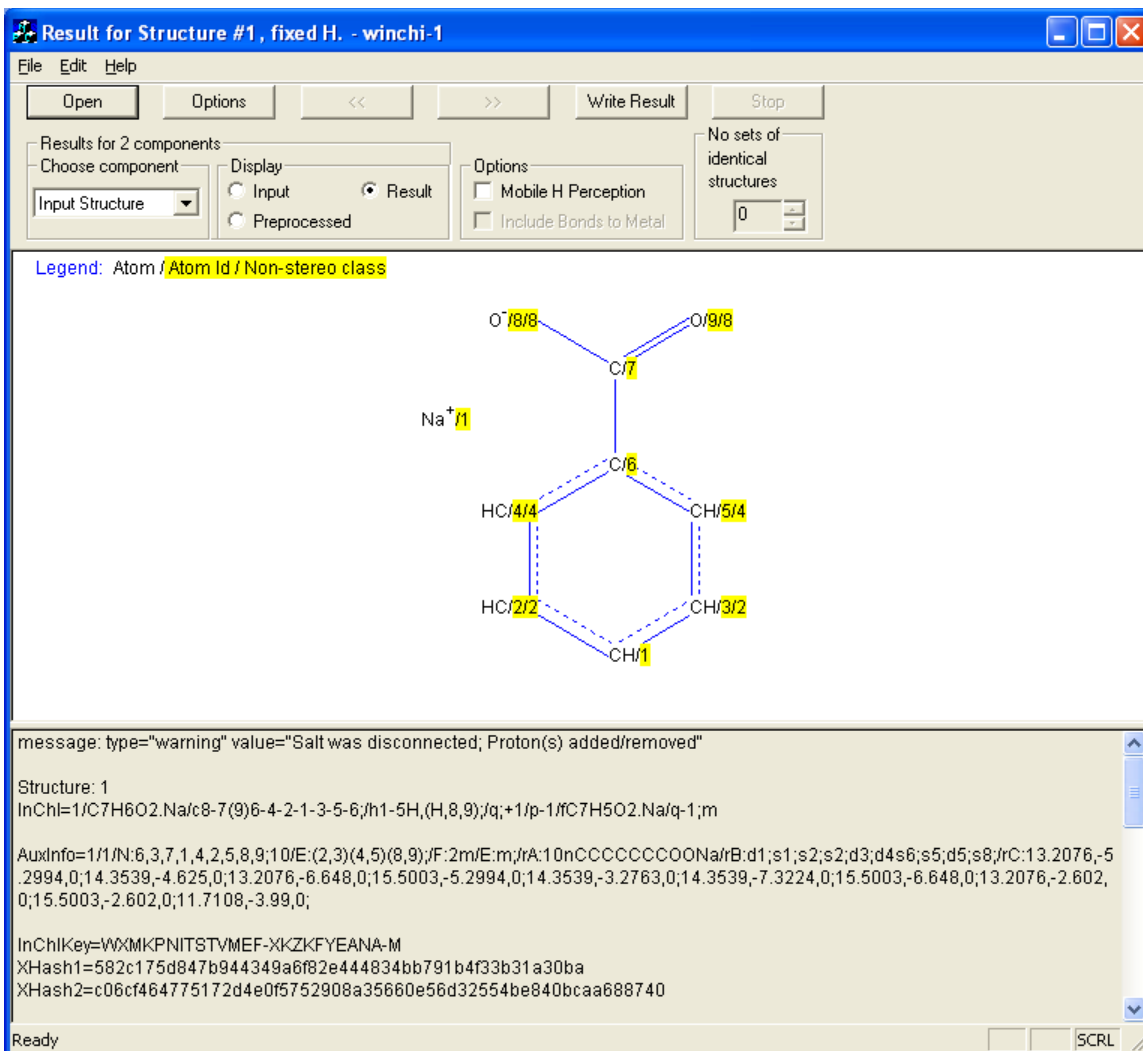 Result for Structure #1, fixed H. - winchi-1
File Edit Help
Open Options << >> Write Result Stop
Results for 2 components
Choose component
Input Structure
Display
Input
Result
Preprocessed
Options
Mobile H Perception
Include Bonds to Metal
No sets of
identical
structures
0
Legend: Atom / Atom Id / Non-stereo class
O-/8/8 O/9/8
C/7
Na+/1
C/6
HC/4/4 CH/5/4
HC/2/2 CH/3/2
CH/1
message: type="warning" value="Salt was disconnected; Proton(s) added/removed"
Structure: 1
InChI=1/C7H6O2.Na/c8-7(9)6-4-2-1-3-5-6;/h1-5H,(H,8,9);/q;+1/p-1/fC7H5O2.Na/q-1;m
AuxInfo=1/1/N:6,3,7,1,4,2,5,8,9;10/E:(2,3)(4,5)(8,9);/F:2m/E:m;/rA:10nCCCCCCCOONa/rB:d1;s1;s2;s2;d3;d4s6;s5;d5;s8;/rC:13.2076,-5
.2994,0;14.3539,-4.625,0;13.2076,-6.648,0;15.5003,-5.2994,0;14.3539,-3.2763,0;14.3539,-7.3224,0;15.5003,-6.648,0;13.2076,-2.602,
0;15.5003,-2.602,0;11.7108,-3.99,0;
InChIKey=WXMKPNITSTVMEF-XKZKFYEANA-M
XHash1=582c175d847b944349a6f82e444834bb791b4f33b31a30ba
XHash2=c06cf464775172d4e0f5752908a35660e56d32554be840bcaa688740
Ready SCRL